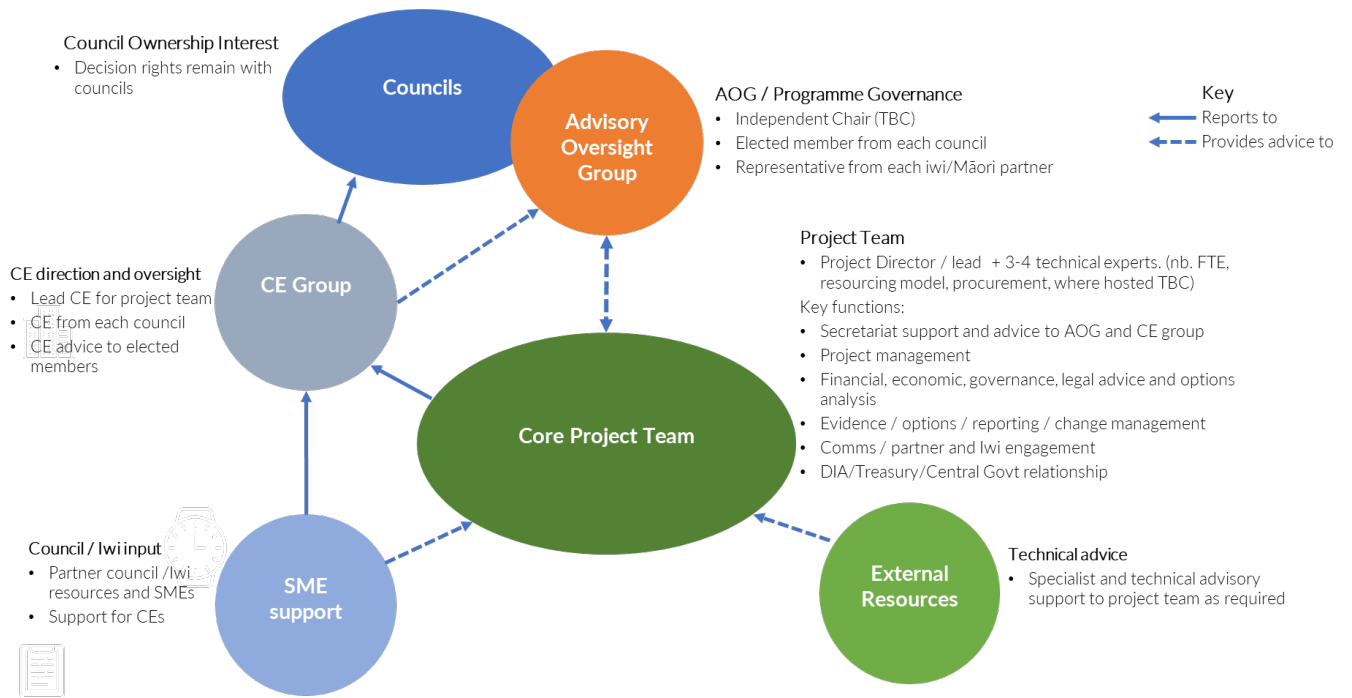 Council Ownership Interest
• Decision rights remain with
councils
Councils
Advisory
Oversight
Group
AOG / Programme Governance
• Independent Chair (TBC)
• Elected member from each council
• Representative from each iwi/Māori partner
Key
Reports to
Provides advice to
CE direction and oversight
• Lead CE for project team
• CE from each council
• CE advice to elected
members
CE Group
Project Team
• Project Director / lead + 3-4 technical experts. (nb. FTE,
resourcing model, procurement, where hosted TBC)
Key functions:
• Secretariat support and advice to AOG and CE group
• Project management
• Financial, economic, governance, legal advice and options
analysis
• Evidence / options / reporting / change management
• Comms / partner and Iwi engagement
• DIA/Treasury/Central Govt relationship
Core Project Team
Council / Iwi input
• Partner council /Iwi
resources and SMEs
• Support for CEs
SME
support
External
Resources
Technical advice
• Specialist and technical advisory
support to project team as required